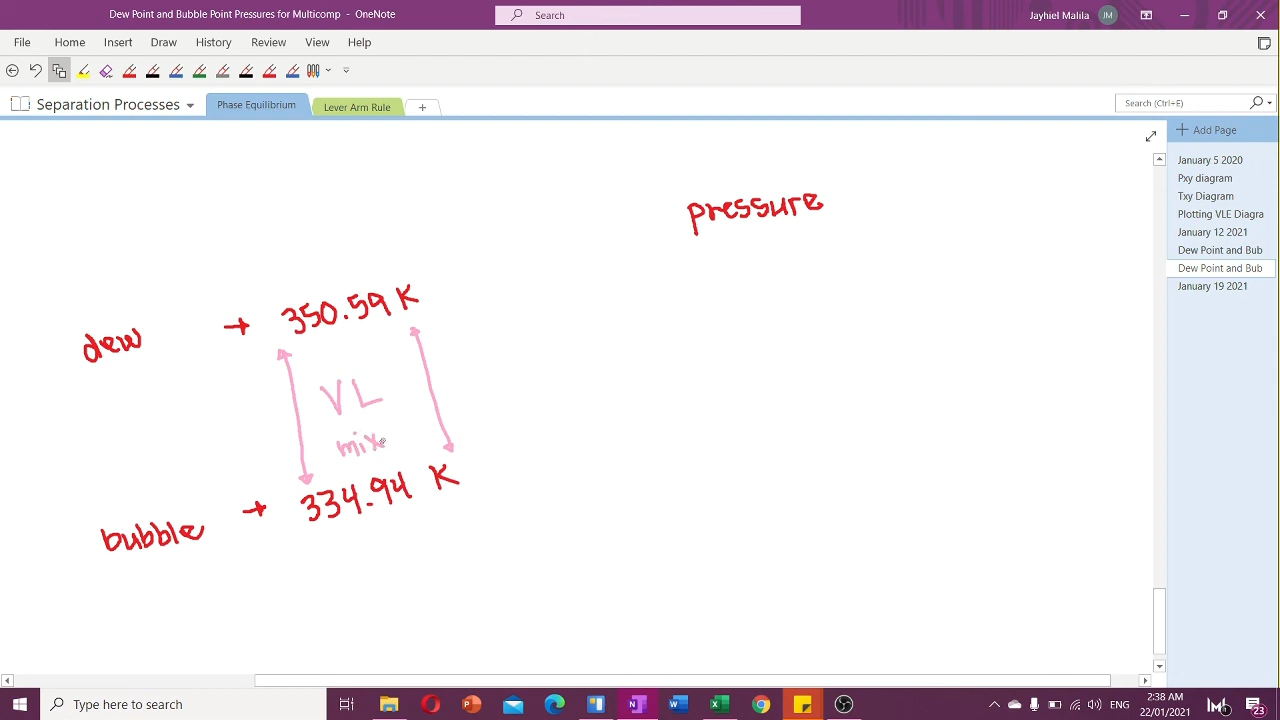 Dew Point and Bubble Point Pressures for Multicomp - OneNote
Search
Jayhiel Malila
JM
File Home Insert Draw History Review View Help
Separation Processes
Phase Equilibrium
Lever Arm Rule
Search (Ctrl+E)
Add Page
January 5 2020
Pxy diagram
Txy Diagram
Plotting VLE Diagra
January 12 2021
Dew Point and Bub
Dew Point and Bub
January 19 2021
pressure
dew → 350.59 K
VL
mix
bubble → 334.94 K
Type here to search
ENG
2:38 AM
22/01/2021
23